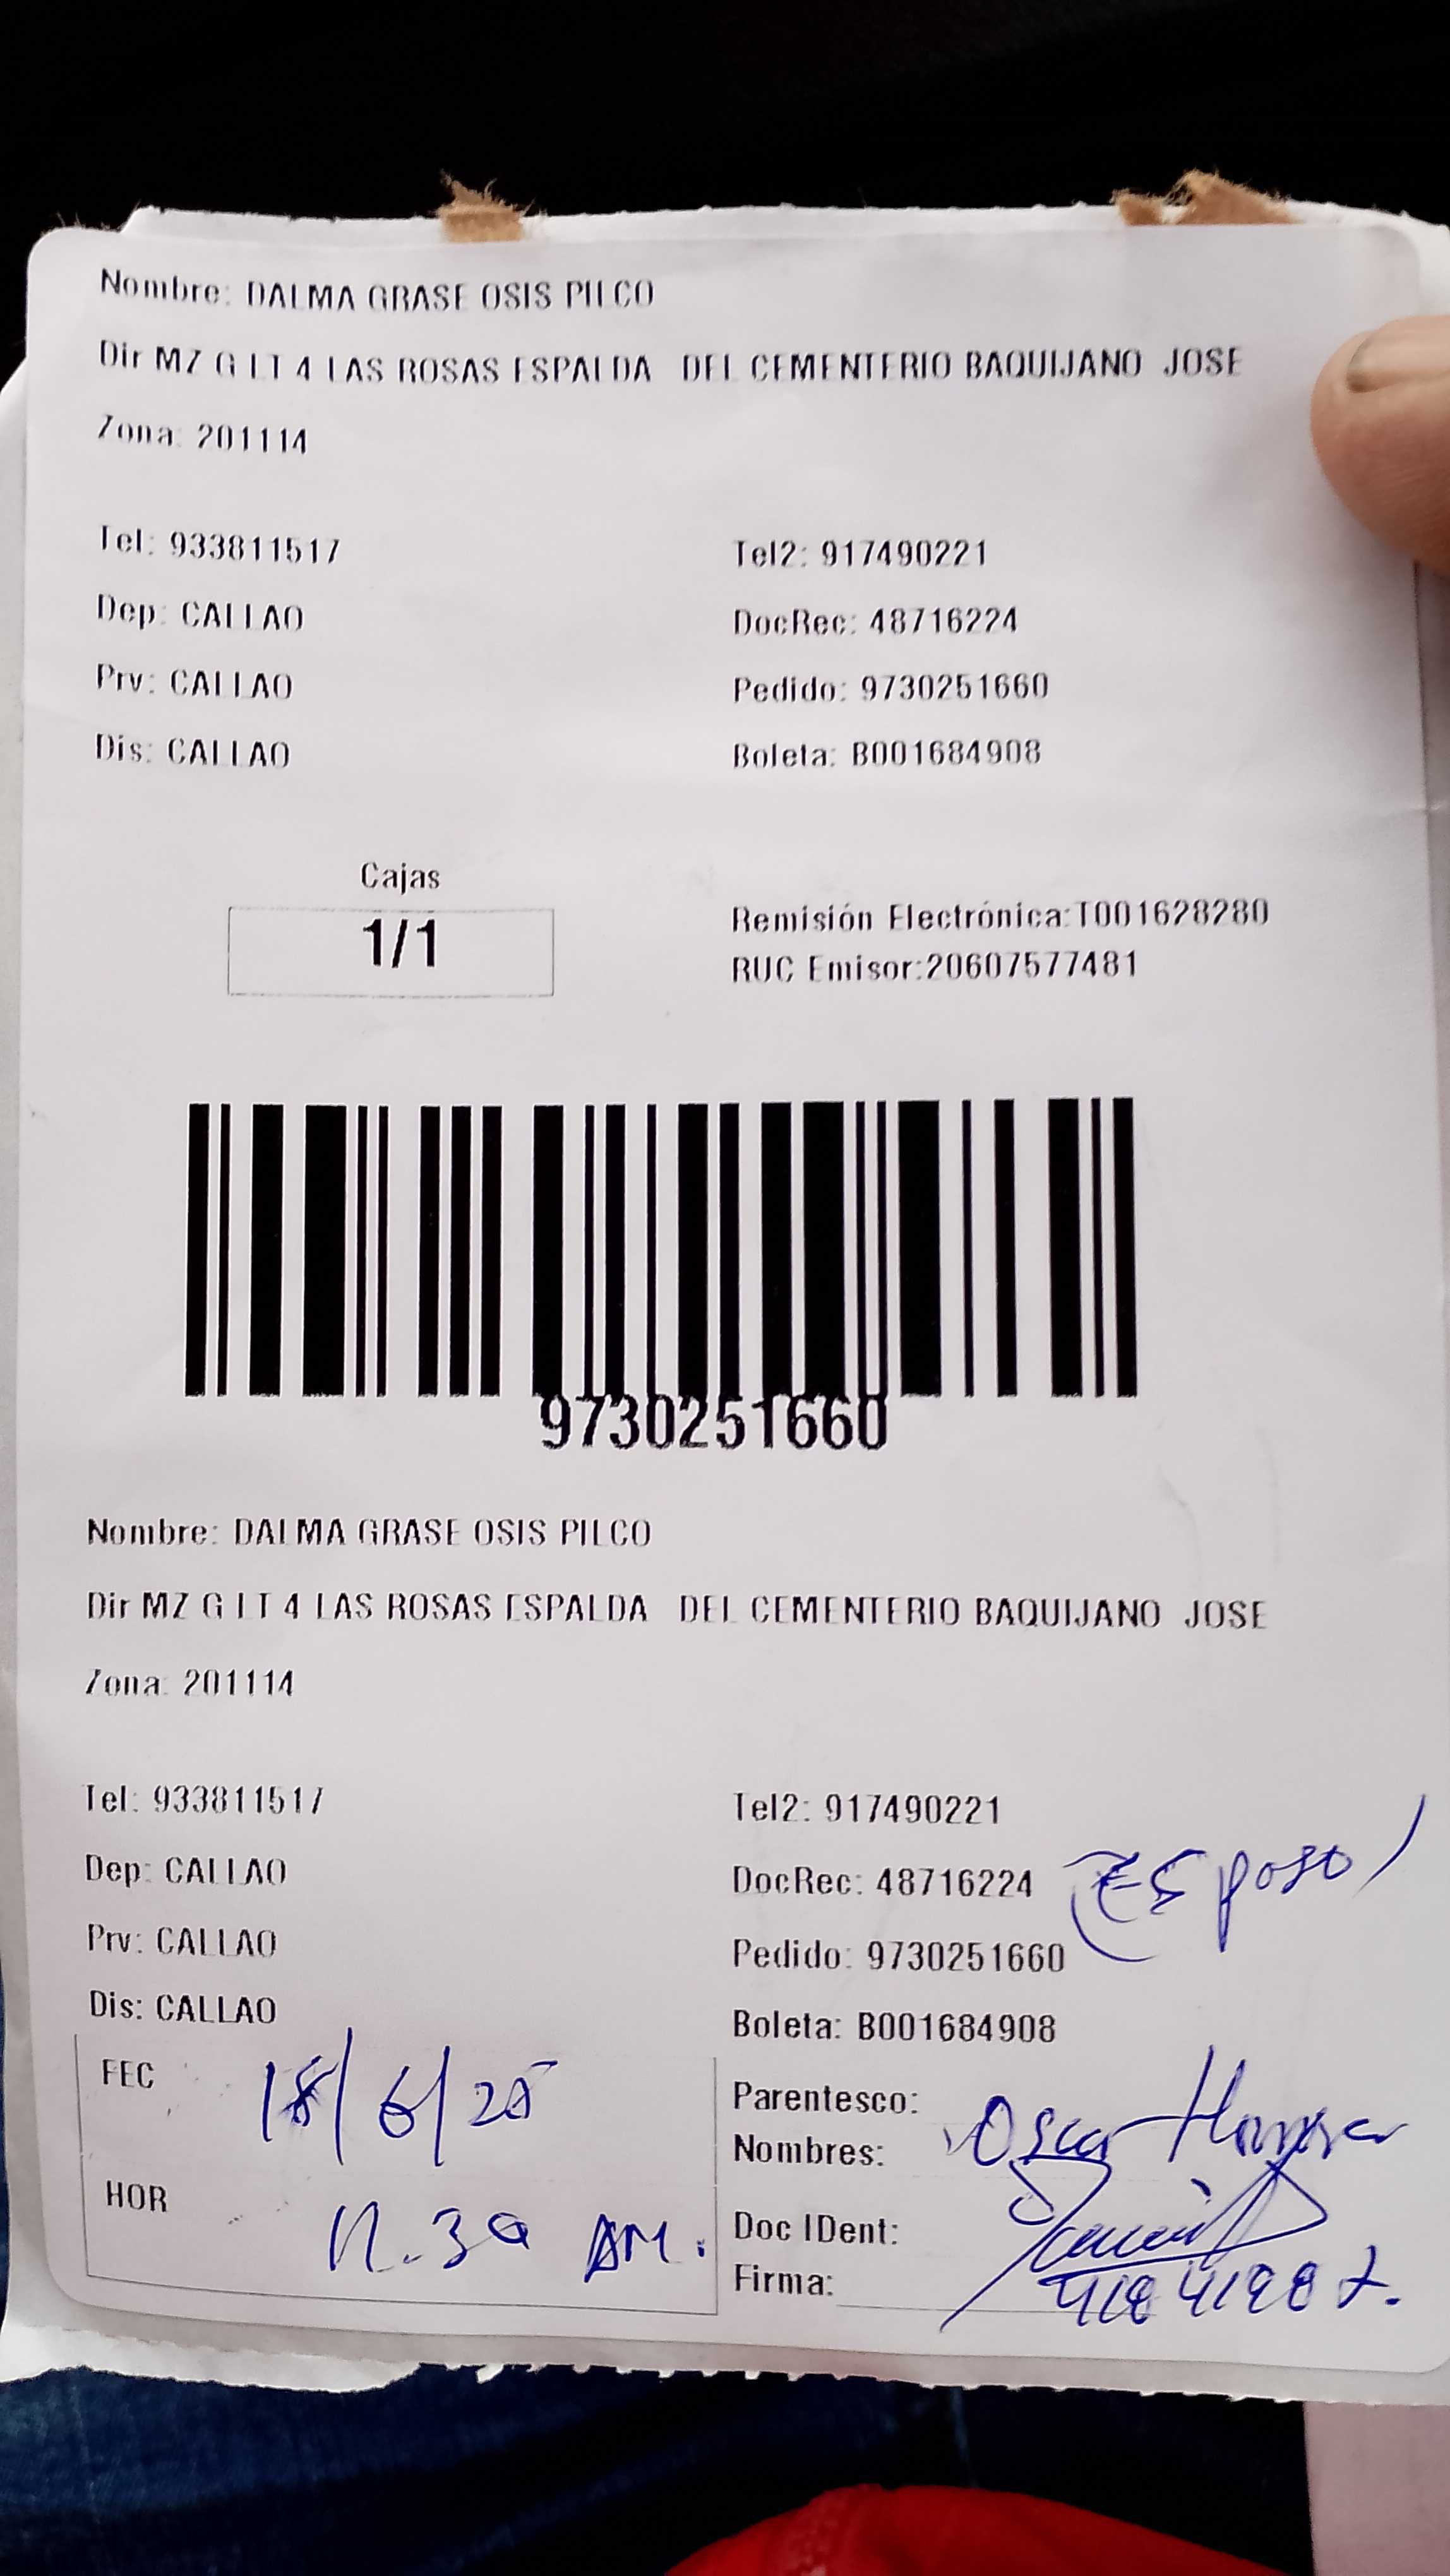 Nombre: DALMA GRASE OSIS PILCO
Dir MZ G LT 4 LAS ROSAS ESPALDA DEL CEMENTERIO BAQUIJANO JOSE
Zona: 201114
Tel: 933811517 Tel2: 917490221
Dep: CALLAO DocRec: 48716224
Prv: CALLAO Pedido: 9730251660
Dis: CALLAO Boleta: B001684908
Cajas
1/1
Remisión Electrónica:T001628280
RUC Emisor:20607577481
9730251660
Nombre: DALMA GRASE OSIS PILCO
Dir MZ G LT 4 LAS ROSAS ESPALDA DEL CEMENTERIO BAQUIJANO JOSE
Zona: 201114
Tel: 933811517 Tel2: 917490221
Dep: CALLAO DocRec: 48716224 (Esposo)
Prv: CALLAO Pedido: 9730251660
Dis: CALLAO Boleta: B001684908
FEC 18/6/25
Parentesco:
Nombres: Oscar
HOR AM.
Doc IDent:
Firma: